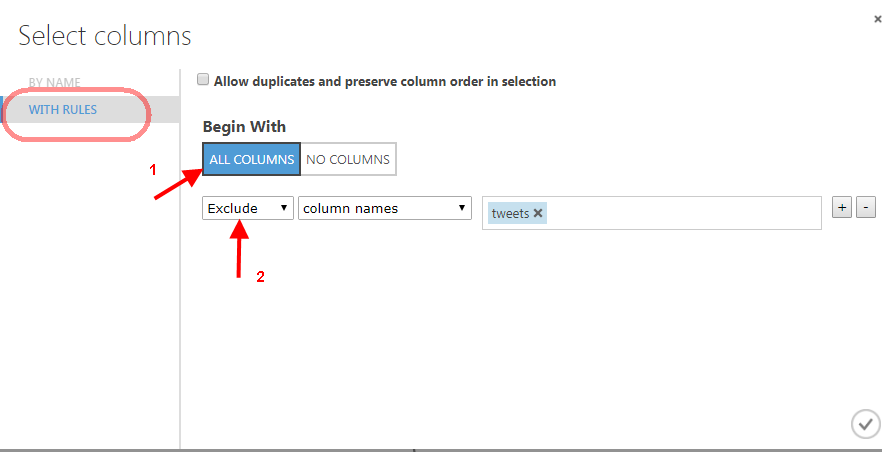 Select columns
BY NAME
WITH RULES
Allow duplicates and preserve column order in selection
Begin With
ALL COLUMNS NO COLUMNS
1
Exclude column names tweets + -
2